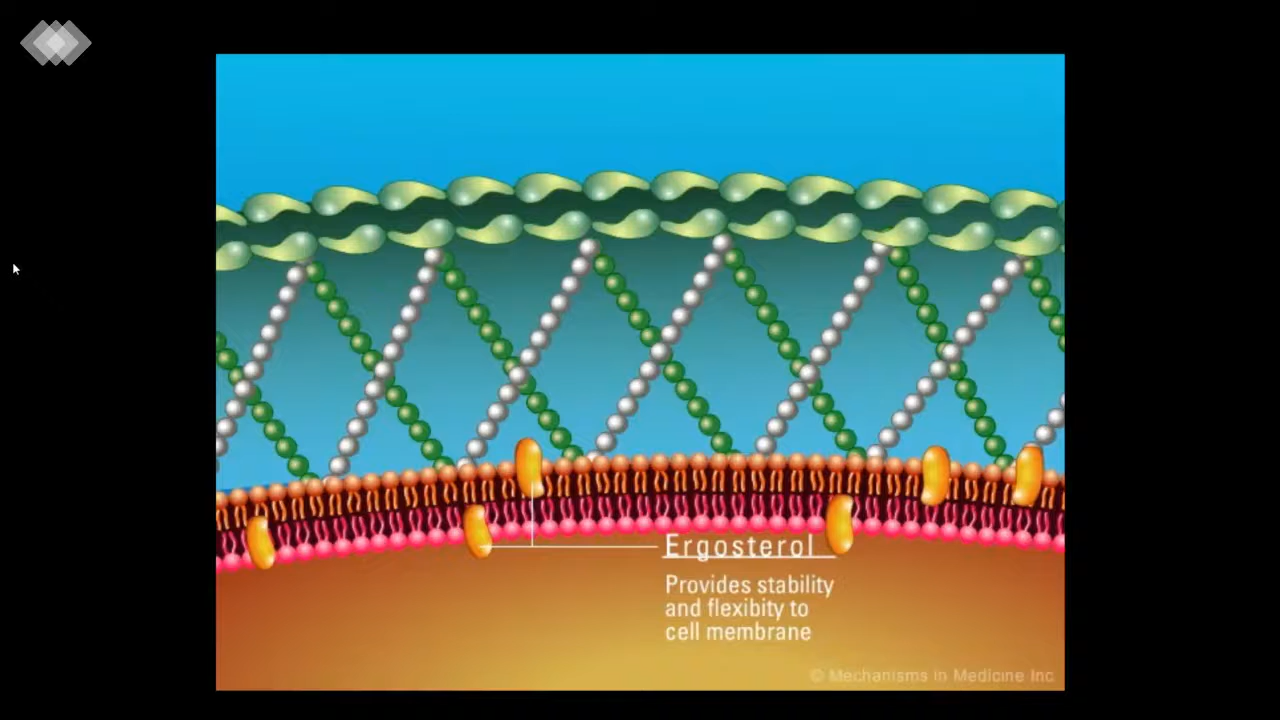 Ergosterol
Provides stability
and flexibity to
cell membrane
© Mechanisms in Medicine Inc